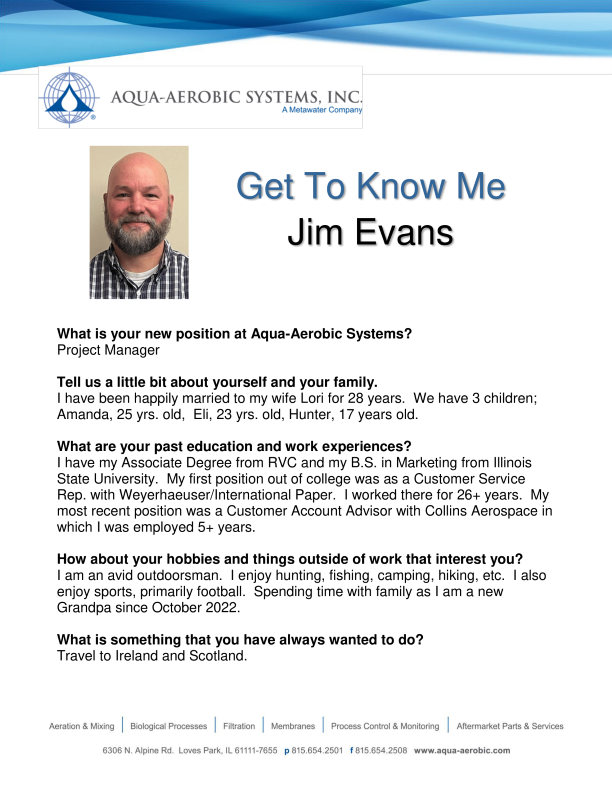 AQUA-AEROBIC SYSTEMS, INC.
A Metawater Company
®
Get To Know Me
Jim Evans
What is your new position at Aqua-Aerobic Systems?
Project Manager
Tell us a little bit about yourself and your family.
I have been happily married to my wife Lori for 28 years.  We have 3 children;
Amanda, 25 yrs. old,  Eli, 23 yrs. old, Hunter, 17 years old.
What are your past education and work experiences?
I have my Associate Degree from RVC and my B.S. in Marketing from Illinois
State University.  My first position out of college was as a Customer Service
Rep. with Weyerhaeuser/International Paper.  I worked there for 26+ years.  My
most recent position was a Customer Account Advisor with Collins Aerospace in
which I was employed 5+ years.
How about your hobbies and things outside of work that interest you?
I am an avid outdoorsman.  I enjoy hunting, fishing, camping, hiking, etc.  I also
enjoy sports, primarily football.  Spending time with family as I am a new
Grandpa since October 2022.
What is something that you have always wanted to do?
Travel to Ireland and Scotland.
Aeration & Mixing | Biological Processes | Filtration | Membranes | Process Control & Monitoring | Aftermarket Parts & Services
6306 N. Alpine Rd.  Loves Park, IL 61111-7655  p 815.654.2501  f 815.654.2508  www.aqua-aerobic.com